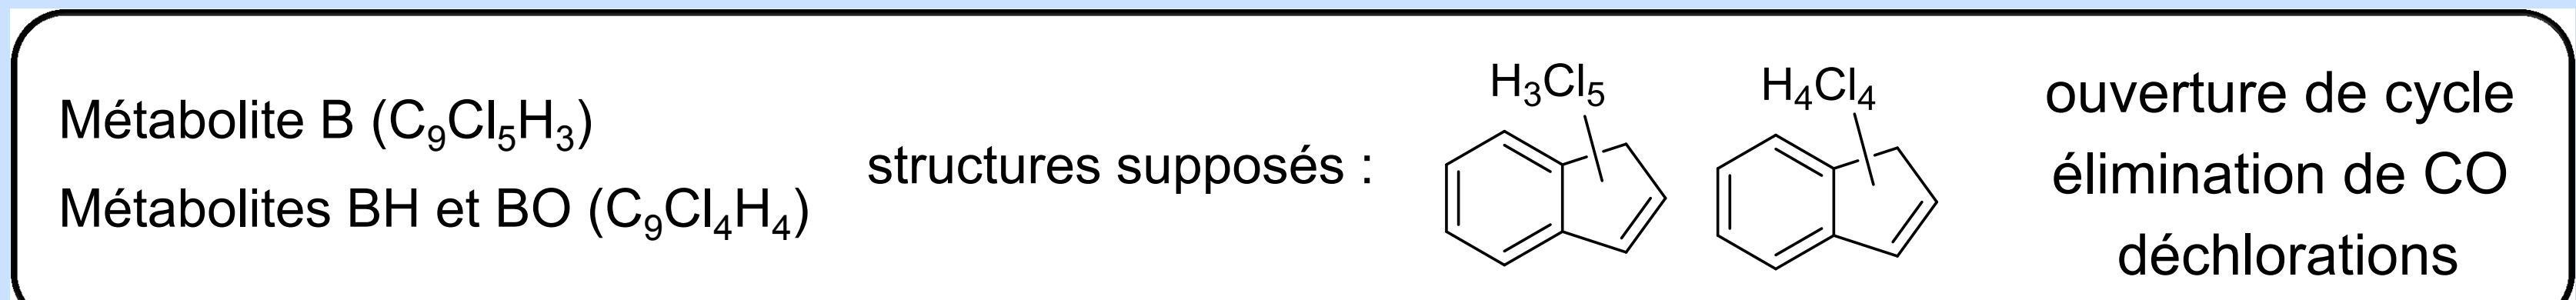 Métabolite B (C₉Cl₅H₃)
Métabolites BH et BO (C₉Cl₄H₄)
structures supposés :
H₃Cl₅
H₄Cl₄
ouverture de cycle
élimination de CO
déchlorations